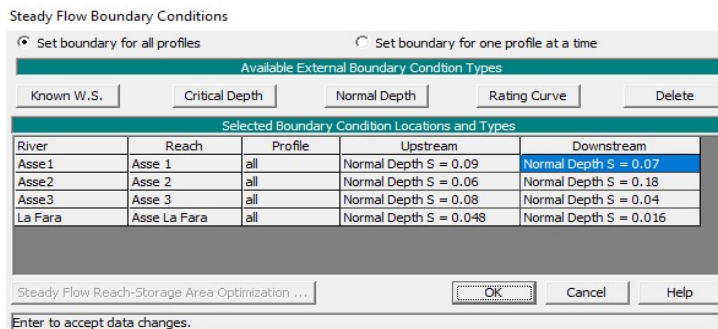 Steady Flow Boundary Conditions
Set boundary for all profiles Set boundary for one profile at a time
Available External Boundary Condtion Types
Known W.S. Critical Depth Normal Depth Rating Curve Delete
Selected Boundary Condition Locations and Types
River Reach Profile Upstream Downstream
Asse1 Asse 1 all Normal Depth S = 0.09 Normal Depth S = 0.07
Asse2 Asse 2 all Normal Depth S = 0.06 Normal Depth S = 0.18
Asse3 Asse 3 all Normal Depth S = 0.08 Normal Depth S = 0.04
La Fara Asse La Fara all Normal Depth S = 0.048 Normal Depth S = 0.016
Steady Flow Reach-Storage Area Optimization ... OK Cancel Help
Enter to accept data changes.